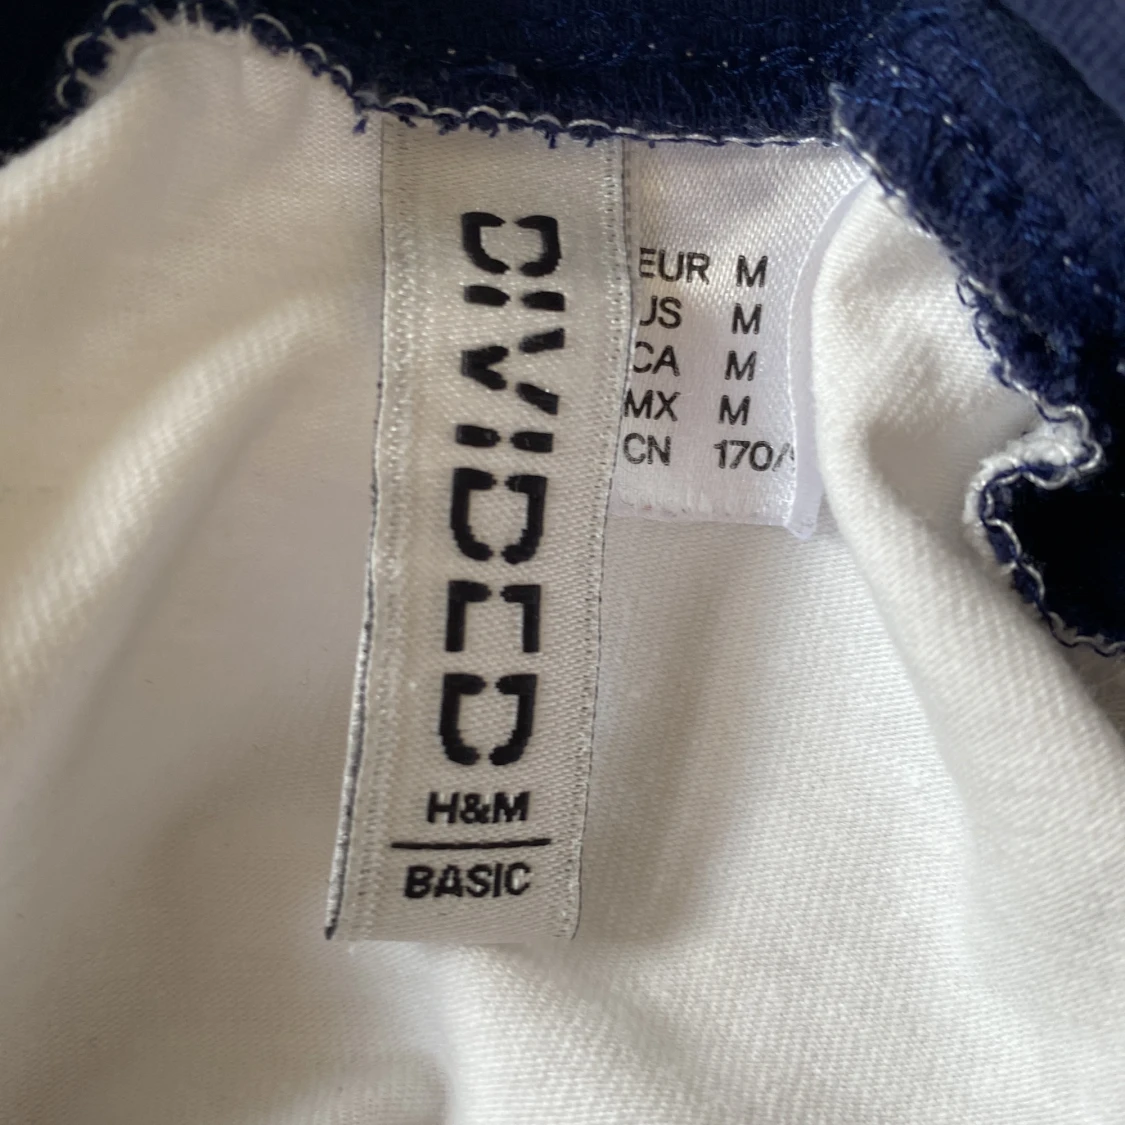 DIVIDED
H&M
BASIC
EUR M
US M
CA M
MX M
CN 170/